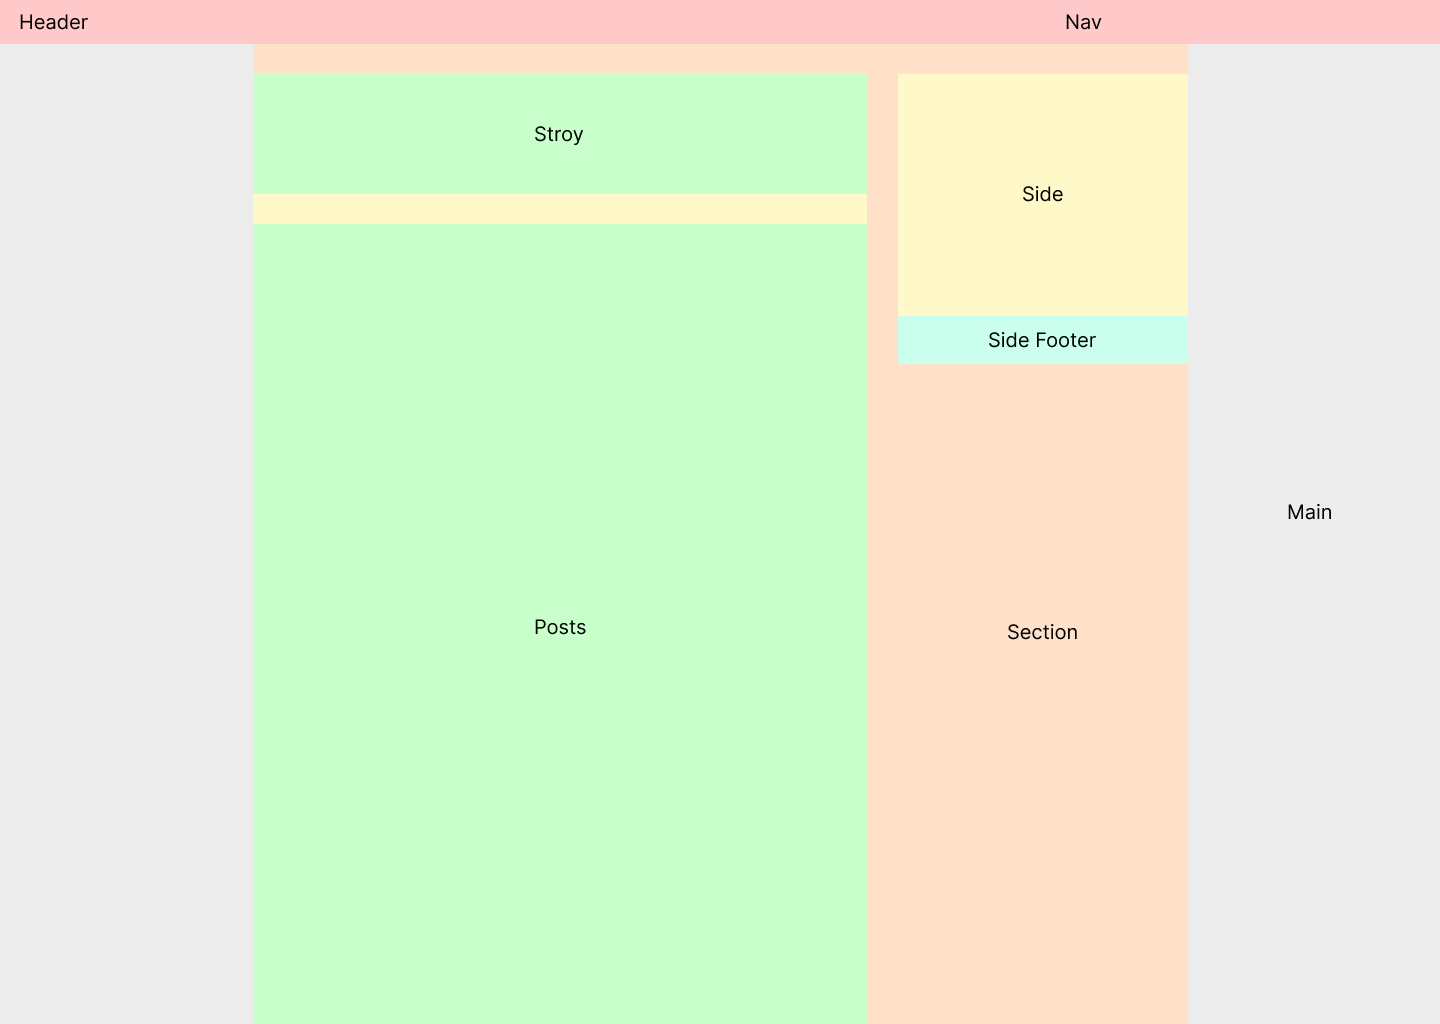 Header
Nav
Stroy
Side
Side Footer
Main
Posts
Section